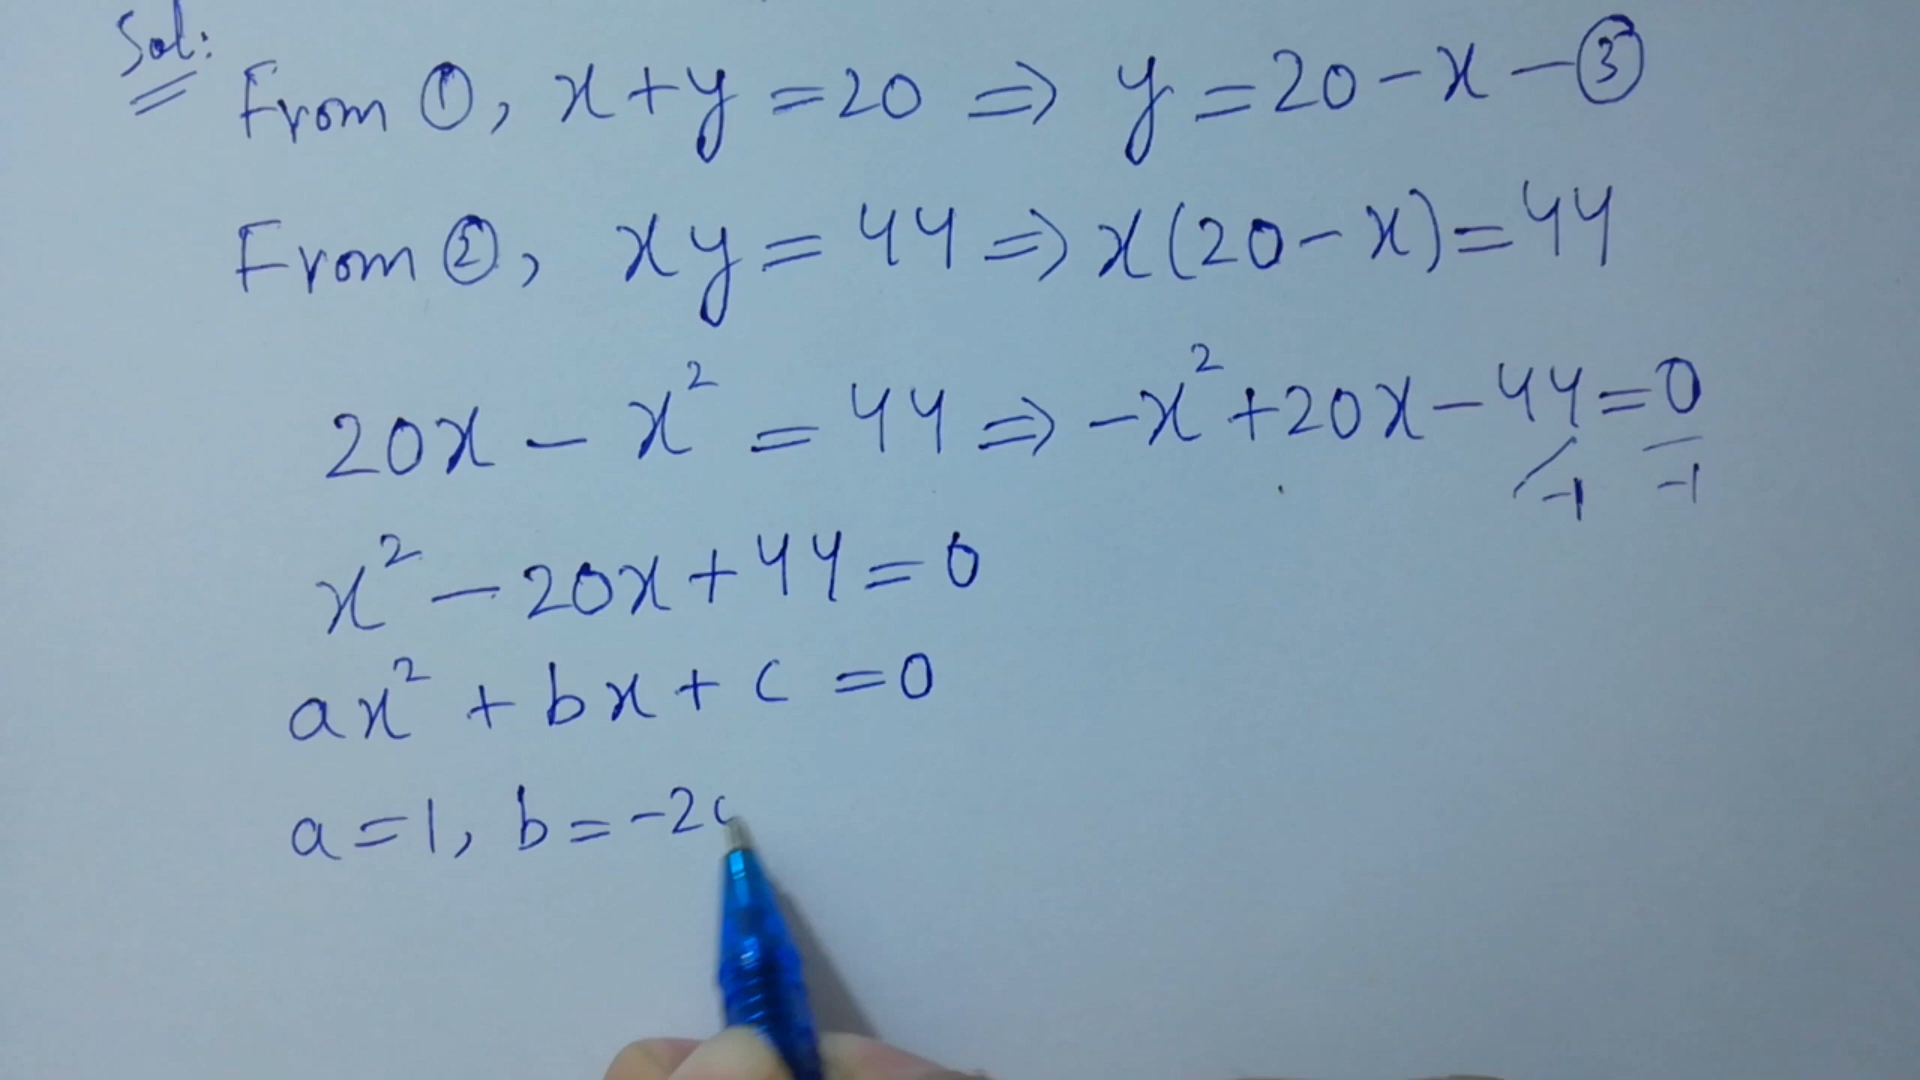 Sol:
From ①, x+y=20 ⇒ y=20-x-③
From ②, xy=44 ⇒ x(20-x)=44
20x-x²=44 ⇒ -x²+20x-44=0
/-1 -1
x²-20x+44=0
ax²+bx+c=0
a=1, b=-20